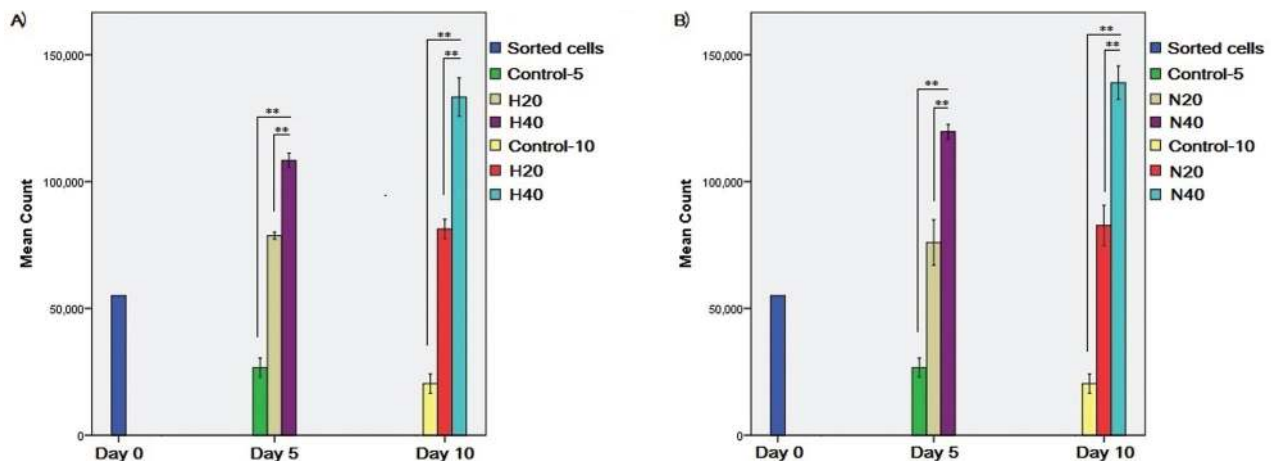 A)
Mean Count
150,000
100,000
50,000
0
Day 0
Day 5
Day 10
**
**
**
**
Sorted cells
Control-5
H20
H40
Control-10
H20
H40
B)
Mean Count
150,000
100,000
50,000
0
Day 0
Day 5
Day 10
**
**
**
**
Sorted cells
Control-5
N20
N40
Control-10
N20
N40